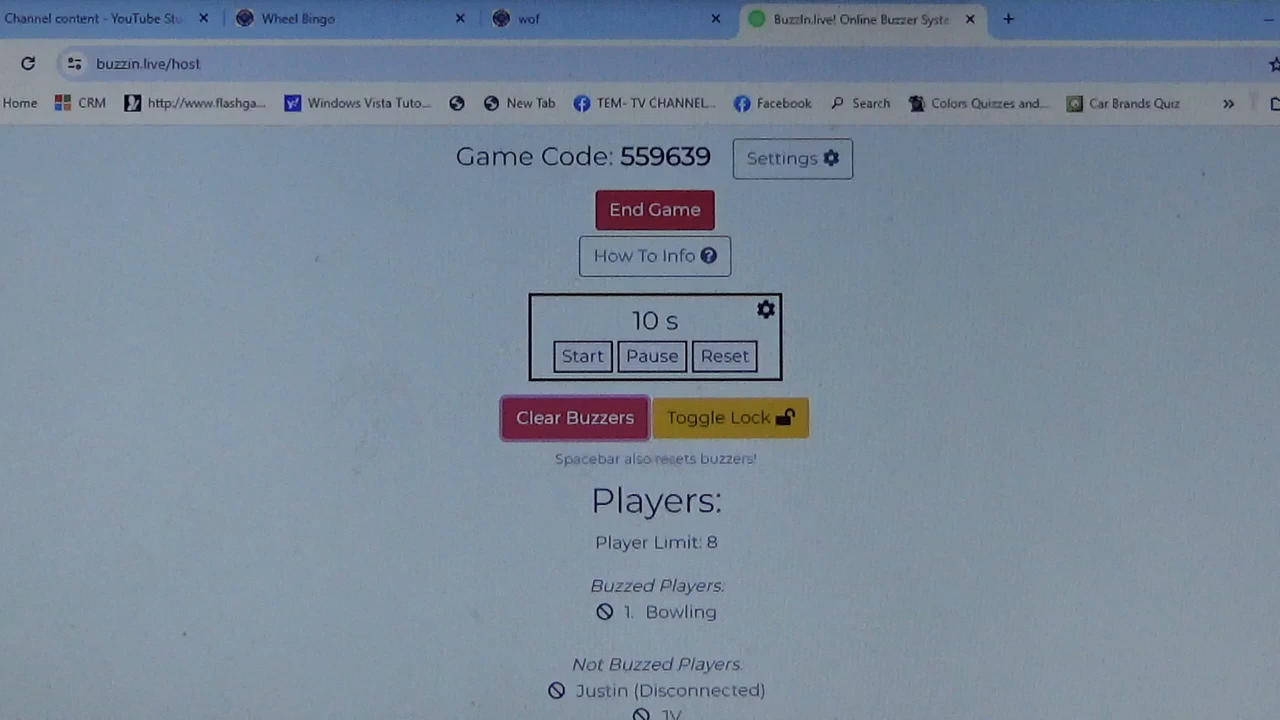 Channel content - YouTube Stu
Wheel Bingo
wof
BuzzIn.live! Online Buzzer Syste
buzzin.live/host
Home
CRM
http://www.flashga...
Windows Vista Tuto...
New Tab
TEM- TV CHANNEL...
Facebook
Search
Colors Quizzes and...
Car Brands Quiz
»
Game Code: 559639
Settings
End Game
How To Info
10 s
Start
Pause
Reset
Clear Buzzers
Toggle Lock
Spacebar also resets buzzers!
Players:
Player Limit: 8
Buzzed Players:
1. Bowling
Not Buzzed Players:
Justin (Disconnected)
JV